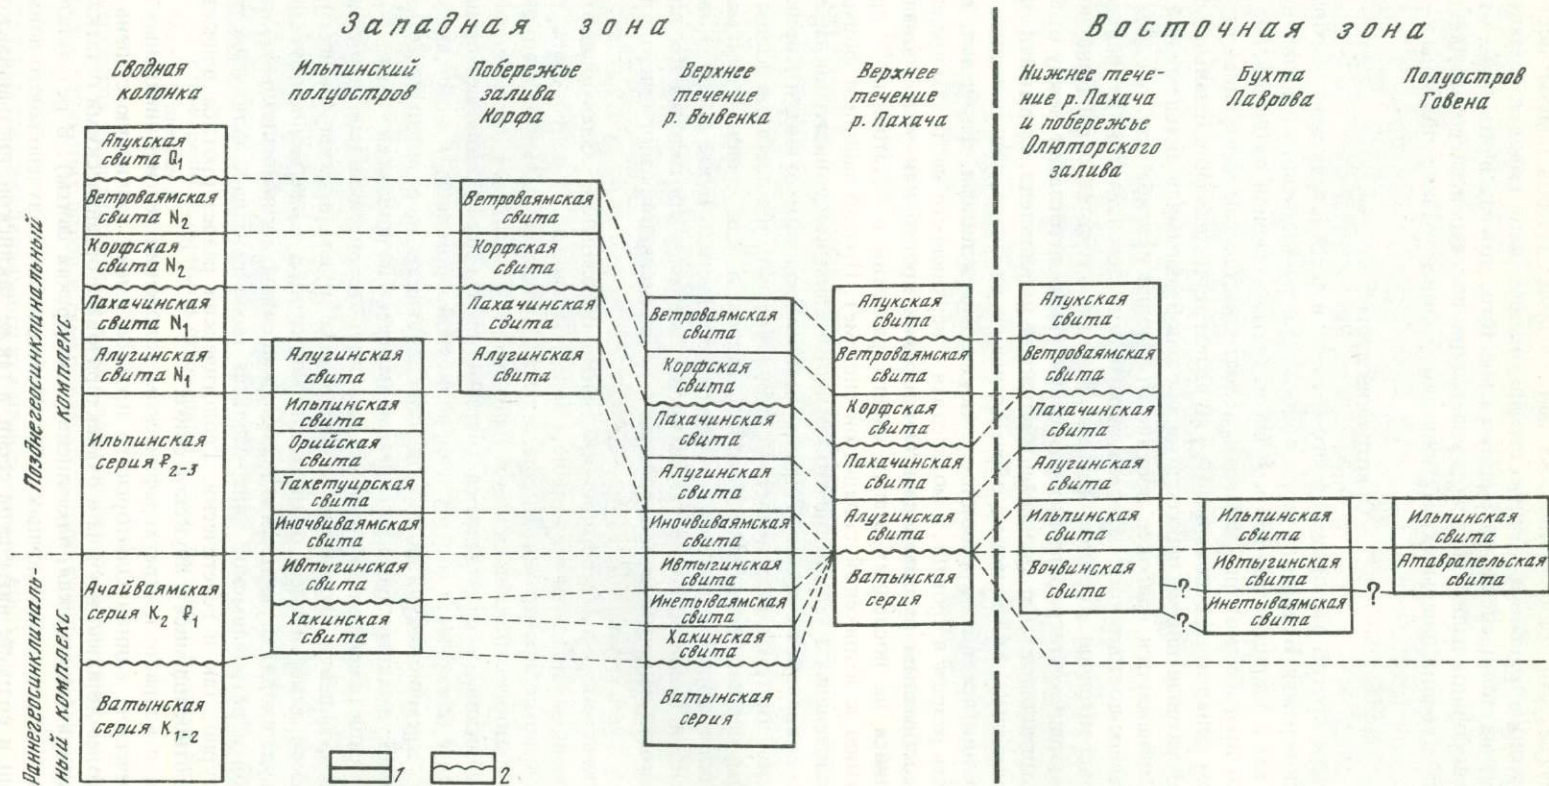 Западная зона
Восточная зона
Сводная
колонка
Ильпинский
полуостров
Побережье
залива
Корфа
Верхнее
течение
р. Вывенка
Верхнее
течение
р. Пахача
Нижнее тече-
ние р. Пахача
и побережье
Олюторского
залива
Бухта
Лаврова
Полуостров
Говена
Позднегеосинклинальный
комплекс
Раннегеосинклиналь-
ный комплекс
Апукская
свита Q₁
Ветроваямская
свита N₂
Корфская
свита N₂
Пахачинская
свита N₁
Алугинская
свита N₁
Ильпинская
серия ₽₂₋₃
Ачайваямская
серия K₂ ₽₁
Ватынская
серия K₁₋₂
Алугинская
свита
Ильпинская
свита
Орийская
свита
Такетуирская
свита
Иночвиваямская
свита
Ивтыгинская
свита
Хакинская
свита
Ветроваямская
свита
Корфская
свита
Пахачинская
свита
Алугинская
свита
Ветроваямская
свита
Корфская
свита
Пахачинская
свита
Алугинская
свита
Иночвиваямская
свита
Ивтыгинская
свита
Инетываямская
свита
Хакинская
свита
Ватынская
серия
Апукская
свита
Ветроваямская
свита
Корфская
свита
Пахачинская
свита
Алугинская
свита
Ватынская
серия
Апукская
свита
Ветроваямская
свита
Пахачинская
свита
Алугинская
свита
Ильпинская
свита
Вочвинская
свита
?
?
Ильпинская
свита
Ивтыгинская
свита
Инетываямская
свита
?
Ильпинская
свита
Атаврапельская
свита
1
2